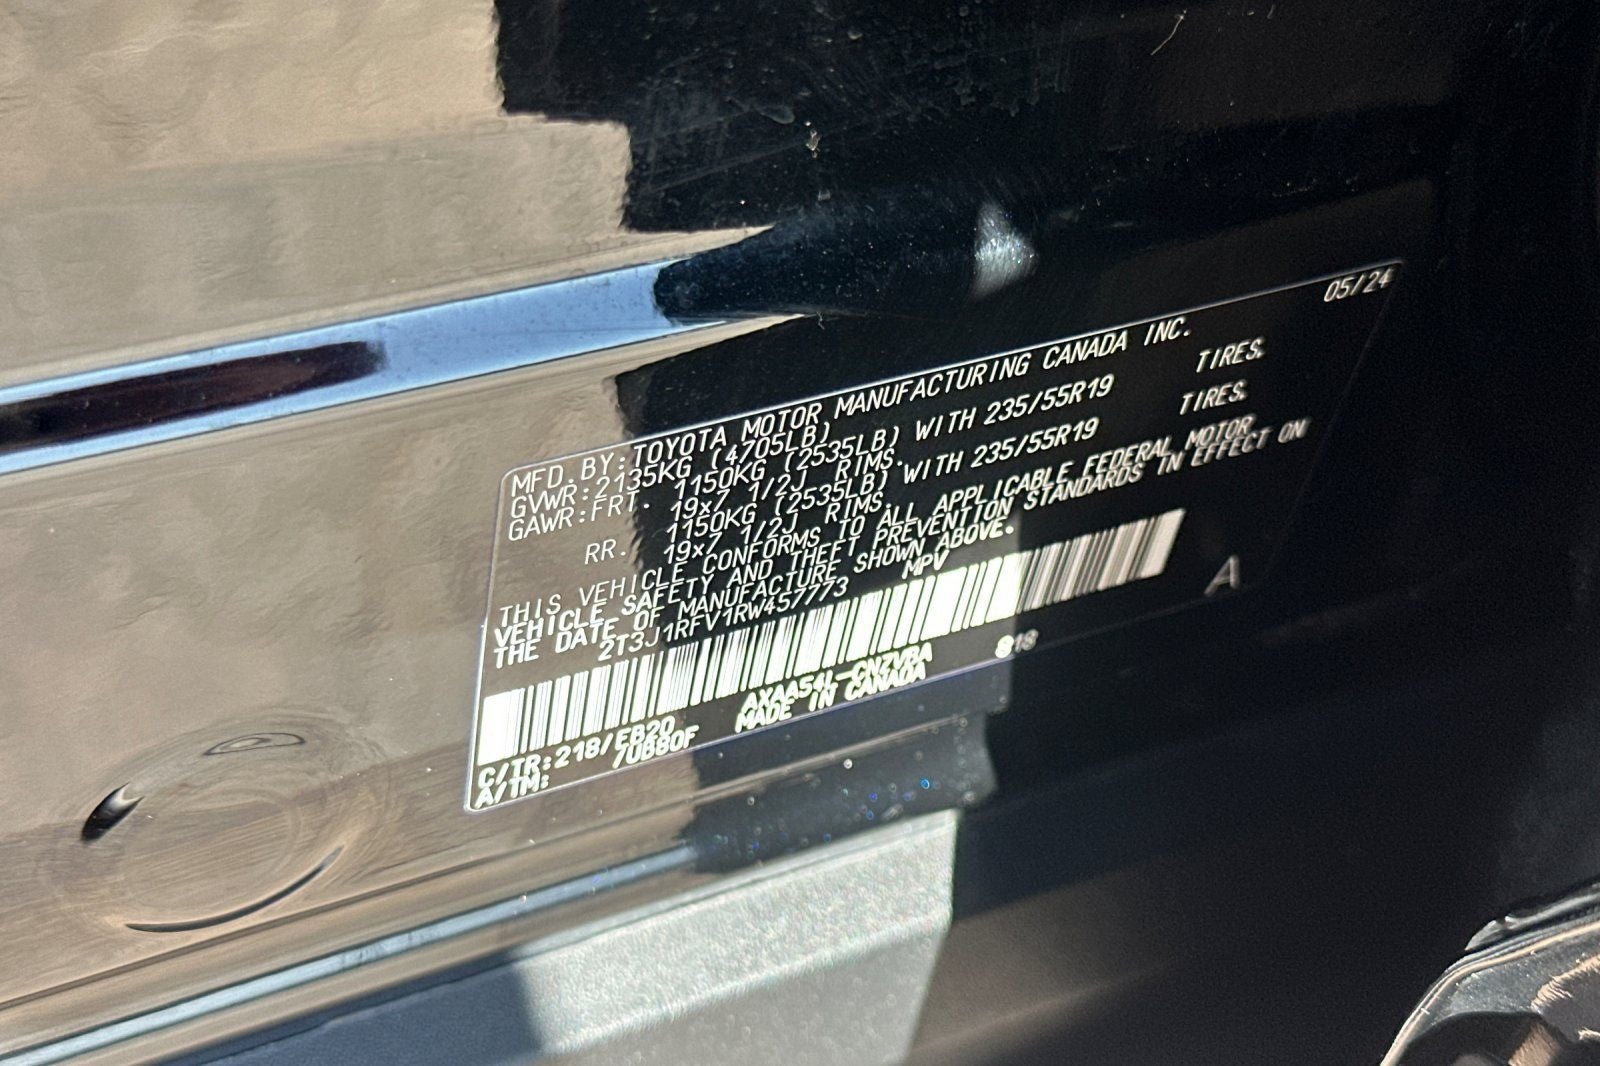 05/24
MFD. BY: TOYOTA MOTOR MANUFACTURING CANADA INC.
GVWR: 2135KG (4705LB)
GAWR: FRT. 1150KG (2535LB) WITH 235/55R19 TIRES.
19x7 1/2J RIMS.
RR. 1150KG (2535LB) WITH 235/55R19 TIRES.
19x7 1/2J RIMS.
THIS VEHICLE CONFORMS TO ALL APPLICABLE FEDERAL MOTOR
VEHICLE SAFETY AND THEFT PREVENTION STANDARDS IN EFFECT ON
THE DATE OF MANUFACTURE SHOWN ABOVE.
2T3J1RFV1RW457773 MPV
A
C/TR: 218/EB20 AXAA54L-CNZVBA 818
A/TM: /UB80F MADE IN CANADA